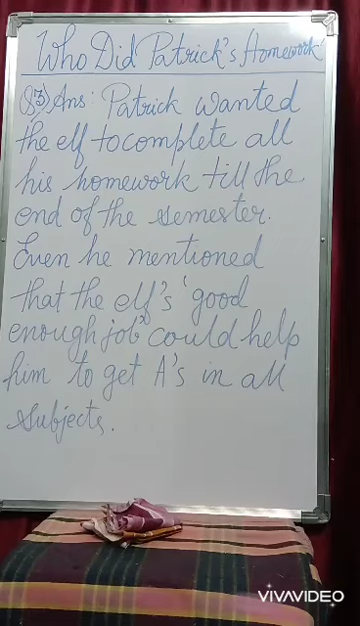 Who Did Patrick's Homework
Q3) Ans: Patrick wanted
the elf to complete all
his homework till the
end of the semester.
Even he mentioned
that the elf's 'good
enough job' could help
him to get A's in all
subjects.
VIVAVIDEO